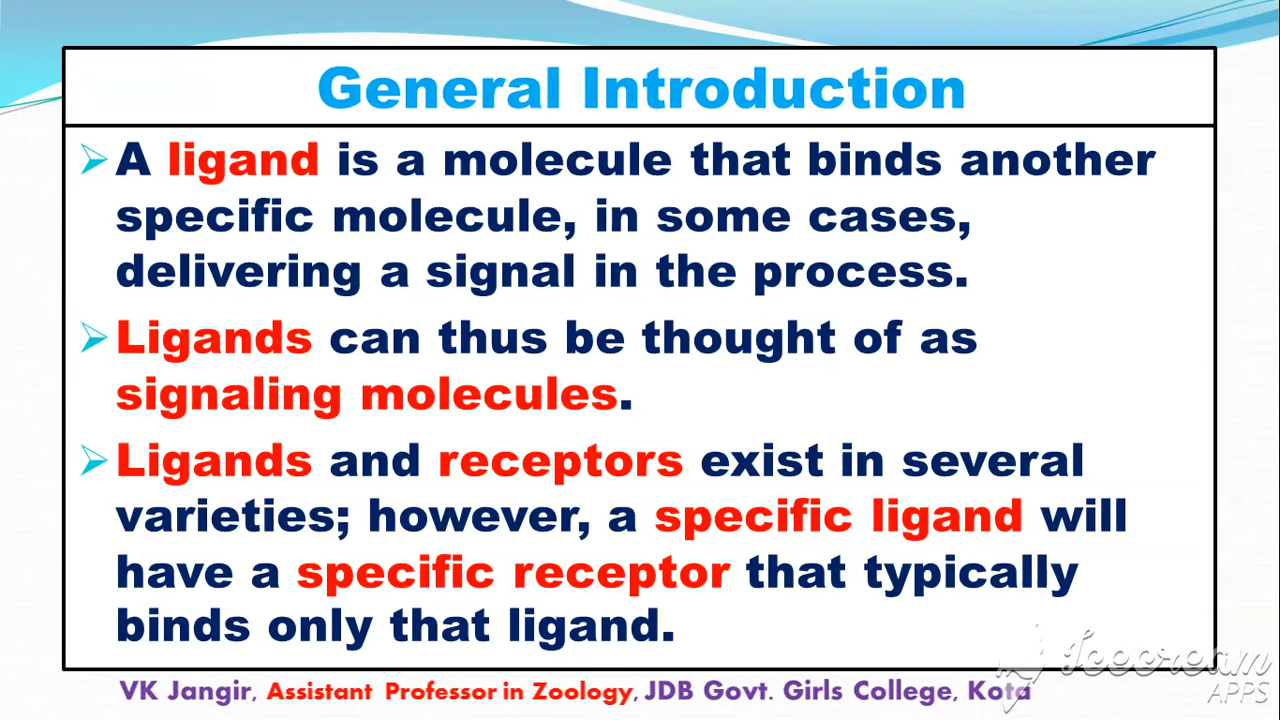 General Introduction
A ligand is a molecule that binds another
specific molecule, in some cases,
delivering a signal in the process.
Ligands can thus be thought of as
signaling molecules.
Ligands and receptors exist in several
varieties; however, a specific ligand will
have a specific receptor that typically
binds only that ligand.
VK Jangir, Assistant Professor in Zoology, JDB Govt. Girls College, Kota
Icecream
APPS